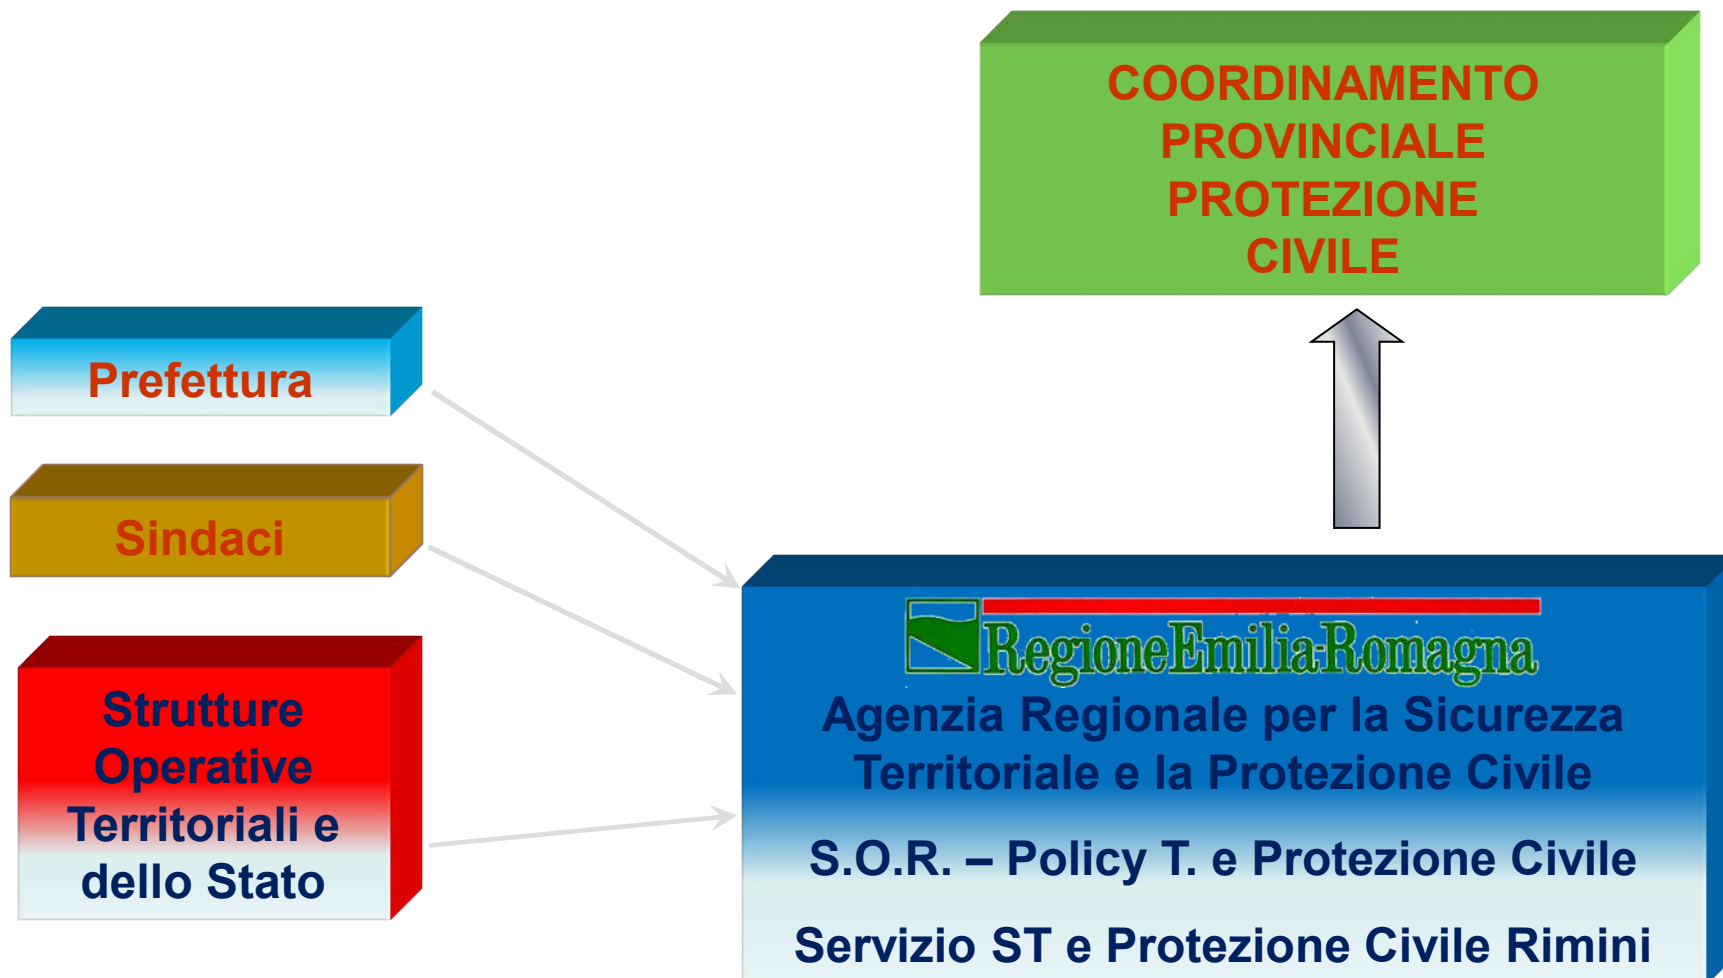 COORDINAMENTO
PROVINCIALE
PROTEZIONE
CIVILE
Prefettura
Sindaci
Strutture
Operative
Territoriali e
dello Stato
RegioneEmilia-Romagna
Agenzia Regionale per la Sicurezza
Territoriale e la Protezione Civile
S.O.R. – Policy T. e Protezione Civile
Servizio ST e Protezione Civile Rimini